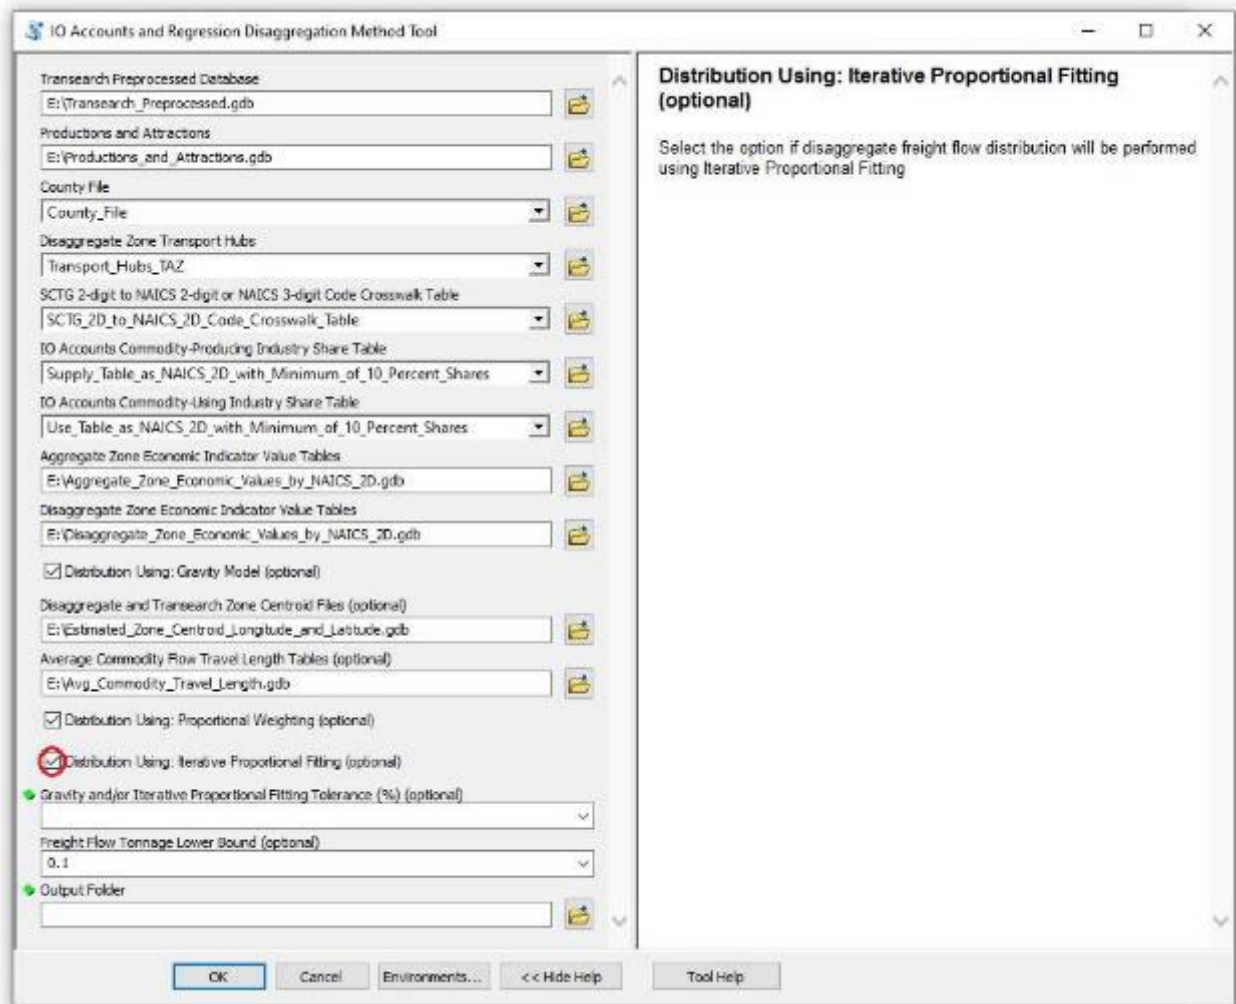 IO Accounts and Regression Disaggregation Method Tool
Transearch Preprocessed Database
E:\Transearch_Preprocessed.gdb
Productions and Attractions
E:\Productions_and_Attractions.gdb
County File
County_File
Disaggregate Zone Transport Hubs
Transport_Hubs_TAZ
SCTG 2-digit to NAICS 2-digit or NAICS 3-digit Code Crosswalk Table
SCTG_2D_to_NAICS_2D_Code_Crosswalk_Table
IO Accounts Commodity-Producing Industry Share Table
Supply_Table_as_NAICS_2D_with_Minimum_of_10_Percent_Shares
IO Accounts Commodity-Using Industry Share Table
Use_Table_as_NAICS_2D_with_Minimum_of_10_Percent_Shares
Aggregate Zone Economic Indicator Value Tables
E:\Aggregate_Zone_Economic_Values_by_NAICS_2D.gdb
Disaggregate Zone Economic Indicator Value Tables
E:\Disaggregate_Zone_Economic_Values_by_NAICS_2D.gdb
Distribution Using: Gravity Model (optional)
Disaggregate and Transearch Zone Centroid Files (optional)
E:\Estimated_Zone_Centroid_Longitude_and_Latitude.gdb
Average Commodity Flow Travel Length Tables (optional)
E:\Avg_Commodity_Travel_Length.gdb
Distribution Using: Proportional Weighting (optional)
Distribution Using: Iterative Proportional Fitting (optional)
Gravity and/or Iterative Proportional Fitting Tolerance (%) (optional)
Freight Flow Tonnage Lower Bound (optional)
0.1
Output Folder
Distribution Using: Iterative Proportional Fitting
(optional)
Select the option if disaggregate freight flow distribution will be performed
using Iterative Proportional Fitting
OK
Cancel
Environments...
<< Hide Help
Tool Help